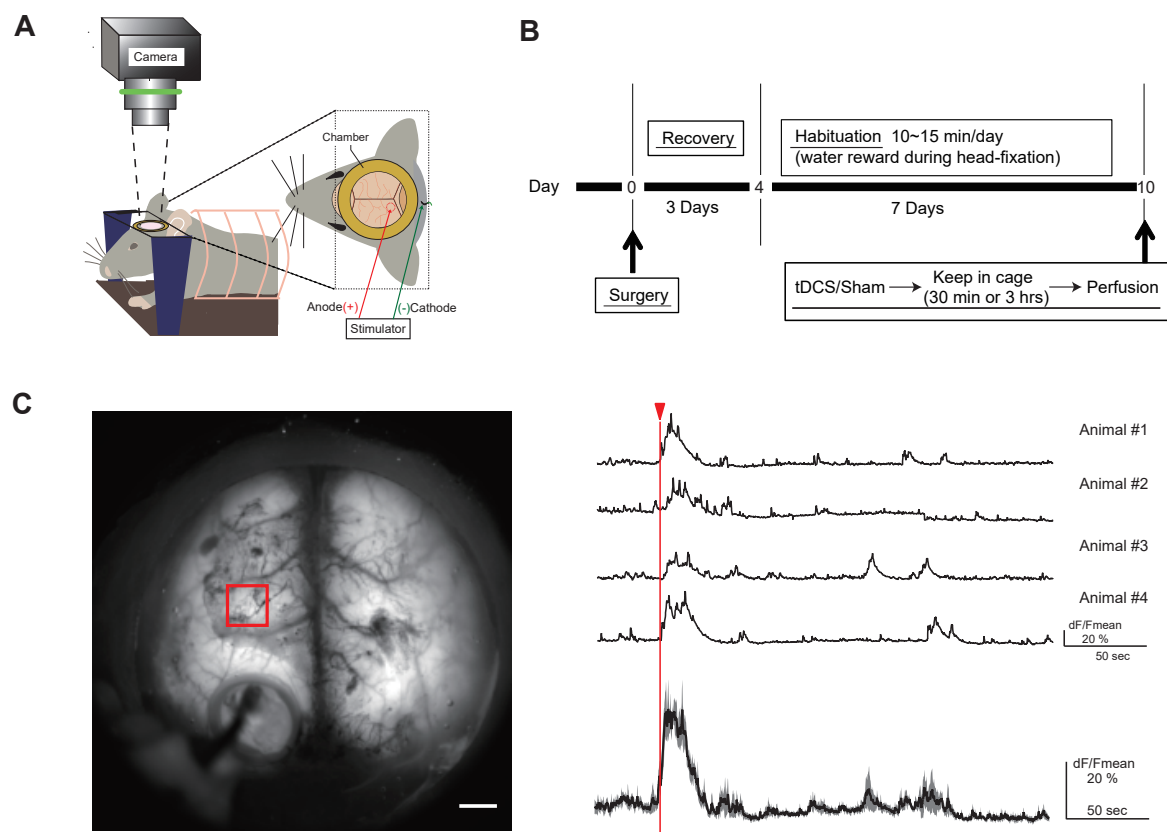 A
Camera
Chamber
Anode(+)
(-)Cathode
Stimulator
B
Recovery
Habituation 10~15 min/day
(water reward during head-fixation)
Day
0
4
10
3 Days
7 Days
Surgery
tDCS/Sham
Keep in cage
(30 min or 3 hrs)
Perfusion
C
Animal #1
Animal #2
Animal #3
Animal #4
dF/Fmean
20 %
50 sec
dF/Fmean
20 %
50 sec